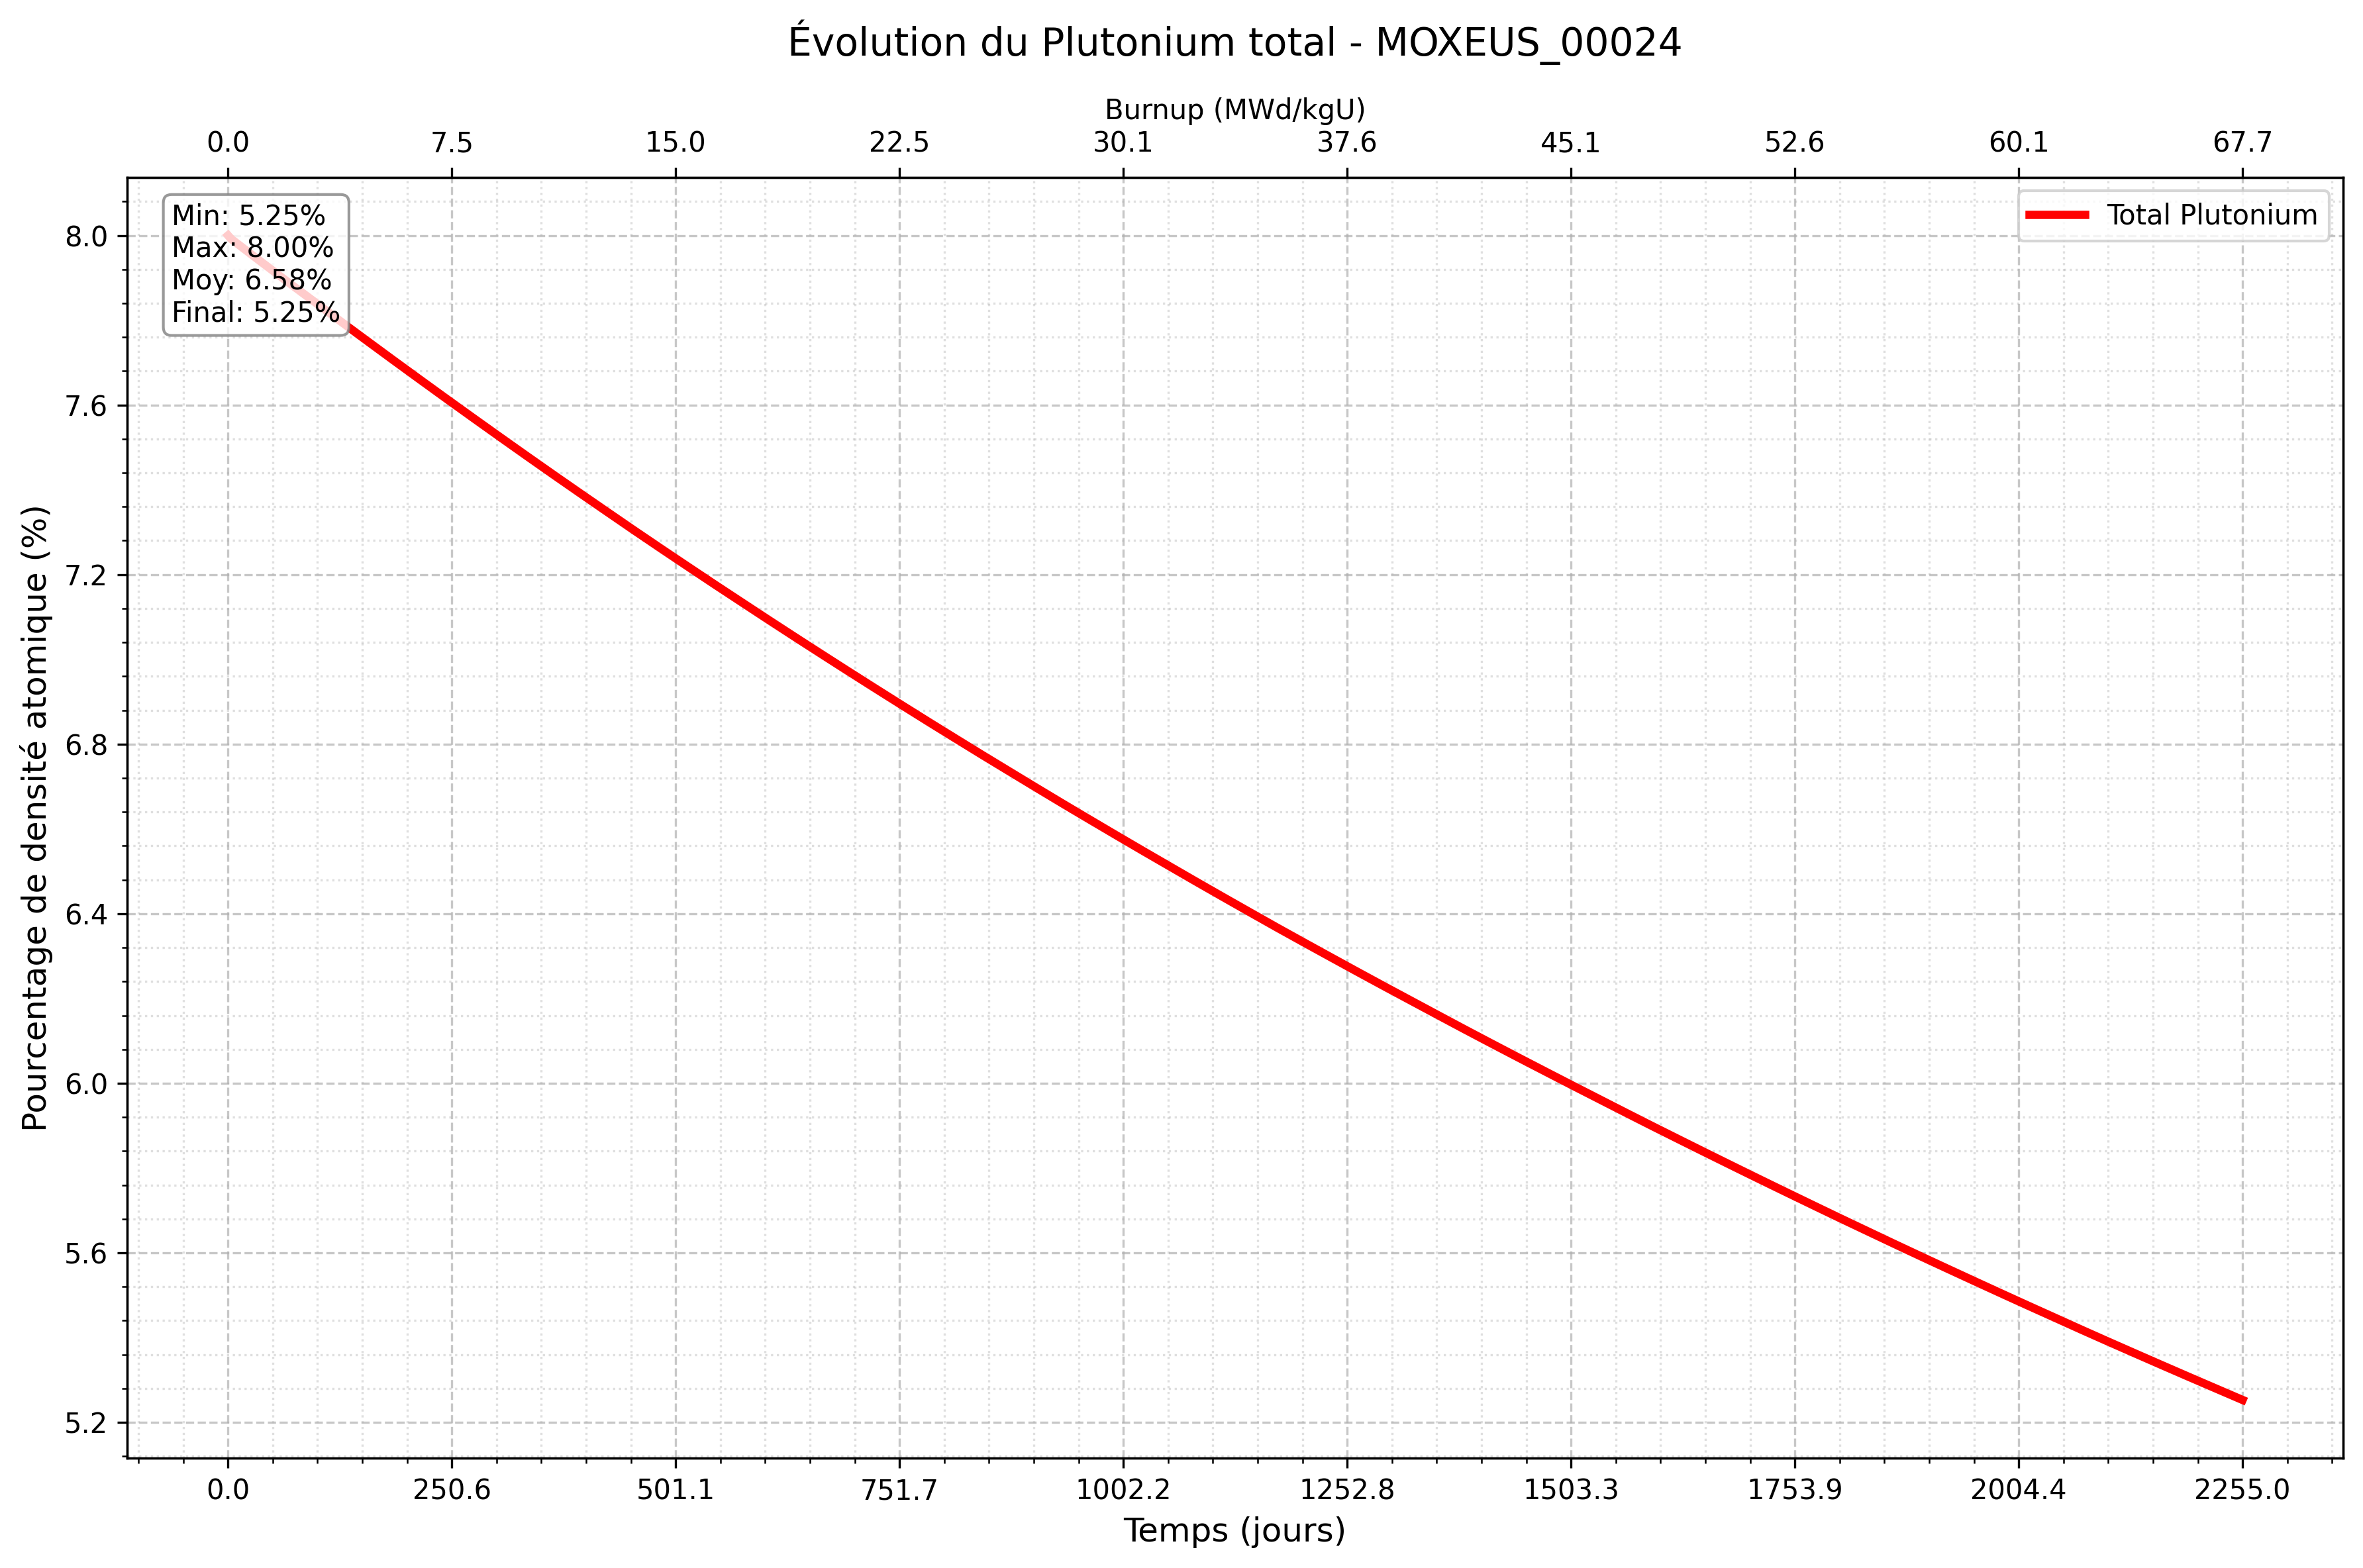 Évolution du Plutonium total - MOXEUS_00024
Burnup (MWd/kgU)
0.0 7.5 15.0 22.5 30.1 37.6 45.1 52.6 60.1 67.7
Min: 5.25%
Max: 8.00%
Moy: 6.58%
Final: 5.25%
Total Plutonium
Pourcentage de densité atomique (%)
8.0
7.6
7.2
6.8
6.4
6.0
5.6
5.2
0.0 250.6 501.1 751.7 1002.2 1252.8 1503.3 1753.9 2004.4 2255.0
Temps (jours)